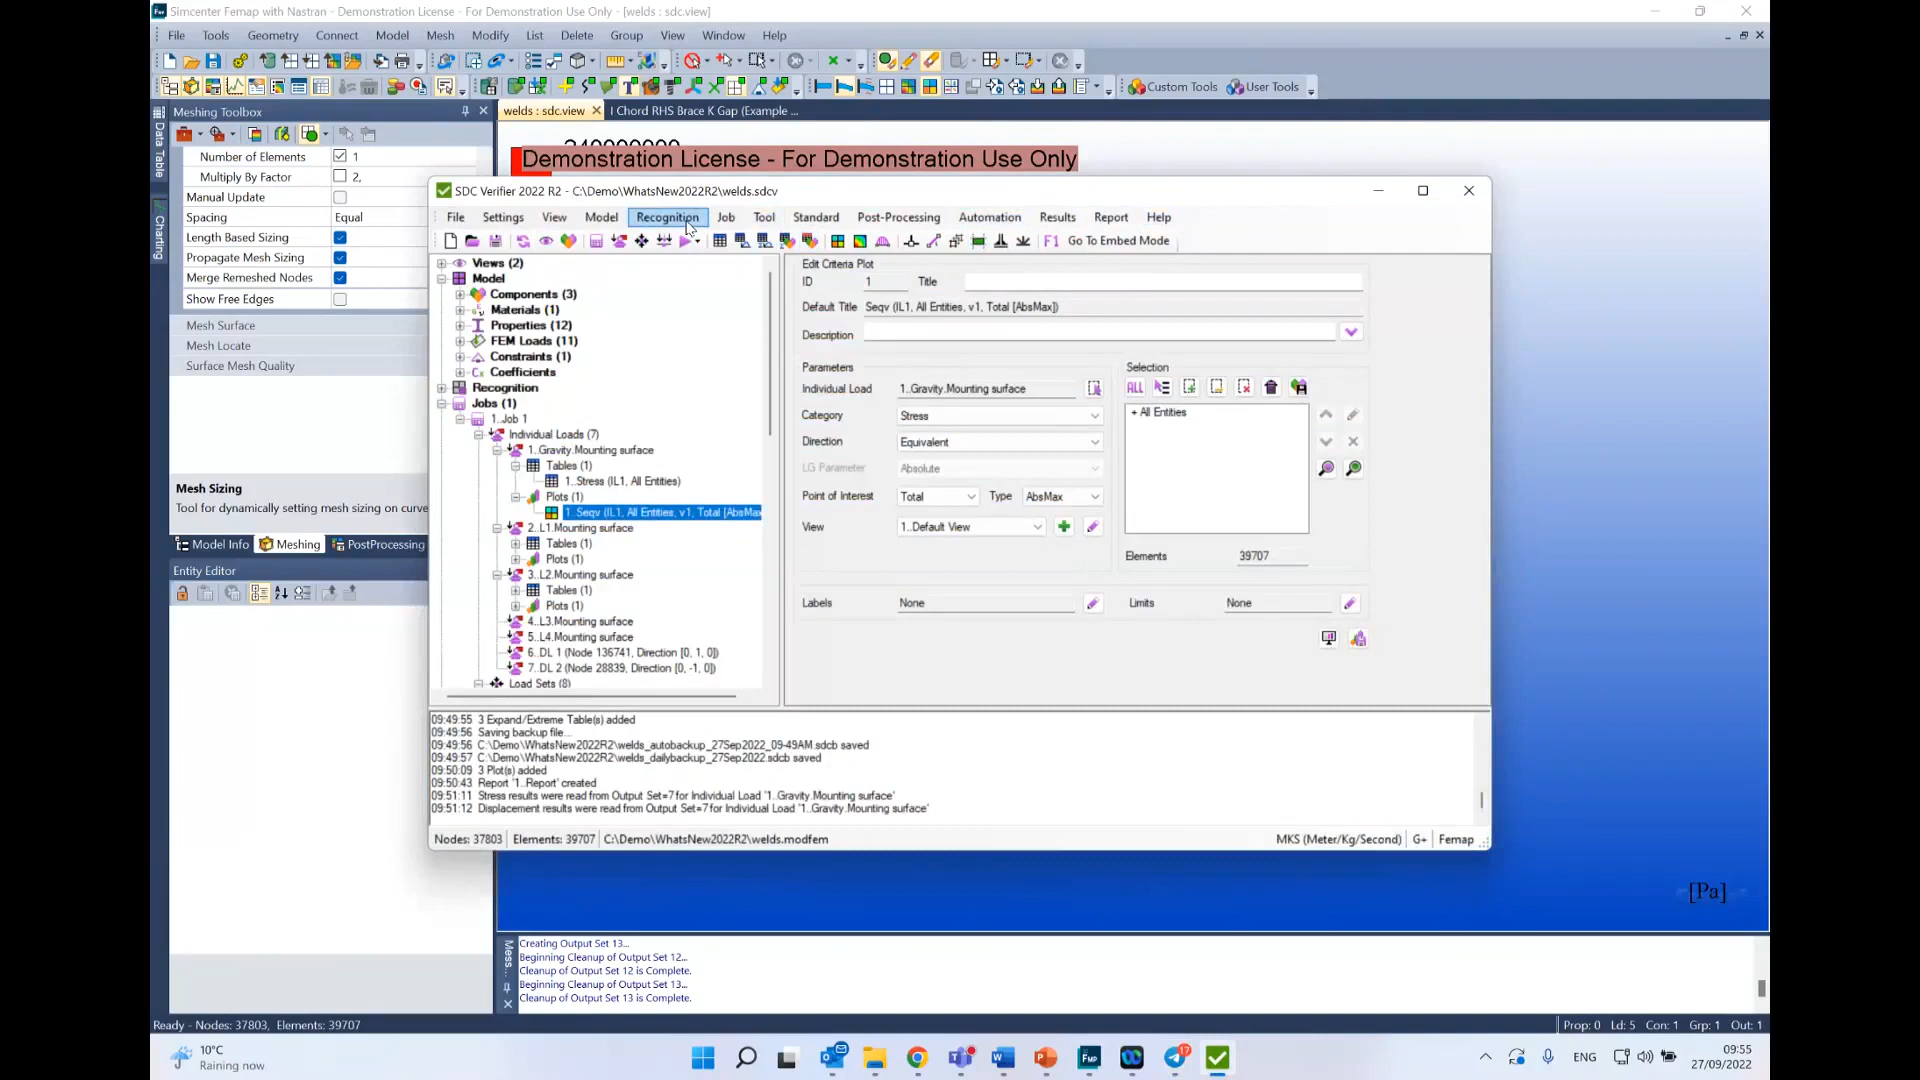 Simcenter Femap with Nastran - Demonstration License - For Demonstration Use Only - [welds : sdc.view]
File Tools Geometry Connect Model Mesh Modify List Delete Group View Window Help
Custom Tools User Tools
Meshing Toolbox
welds : sdc.view I Chord RHS Brace K Gap (Example ...
Data Table
Charting
Number of Elements 1
Multiply By Factor 2,
Manual Update
Spacing Equal
Length Based Sizing
Propagate Mesh Sizing
Merge Remeshed Nodes
Show Free Edges
Mesh Surface
Mesh Locate
Surface Mesh Quality
Mesh Sizing
Tool for dynamically setting mesh sizing on curve
Model Info Meshing PostProcessing
Entity Editor
Demonstration License - For Demonstration Use Only
SDC Verifier 2022 R2 - C:\Demo\WhatsNew2022R2\welds.sdcv
File Settings View Model Recognition Job Tool Standard Post-Processing Automation Results Report Help
F1 Go To Embed Mode
Views (2)
Model
Components (3)
Materials (1)
Properties (12)
FEM Loads (11)
Constraints (1)
Coefficients
Recognition
Jobs (1)
1..Job 1
Individual Loads (7)
1..Gravity.Mounting surface
Tables (1)
1..Stress (IL1, All Entities)
Plots (1)
1..Seqv (IL1, All Entities, v1, Total [AbsMax
2..L1.Mounting surface
Tables (1)
Plots (1)
3..L2.Mounting surface
Tables (1)
Plots (1)
4..L3.Mounting surface
5..L4.Mounting surface
6..DL 1 (Node 136741, Direction [0, 1, 0])
7..DL 2 (Node 28839, Direction [0, -1, 0])
Load Sets (8)
Edit Criteria Plot
ID 1 Title
Default Title Seqv (IL1, All Entities, v1, Total [AbsMax])
Description
Parameters
Individual Load 1..Gravity.Mounting surface
Category Stress
Direction Equivalent
LG Parameter Absolute
Point of Interest Total Type AbsMax
View 1..Default View
Selection
ALL
+ All Entities
Elements 39707
Labels None Limits None
09:49:55 3 Expand/Extreme Table(s) added
09:49:56 Saving backup file...
09:49:56 C:\Demo\WhatsNew2022R2\welds_autobackup_27Sep2022_09-49AM.sdcb saved
09:49:57 C:\Demo\WhatsNew2022R2\welds_dailybackup_27Sep2022.sdcb saved
09:50:09 3 Plot(s) added
09:50:43 Report '1..Report' created
09:51:11 Stress results were read from Output Set=7 for Individual Load '1..Gravity.Mounting surface'
09:51:12 Displacement results were read from Output Set=7 for Individual Load '1..Gravity.Mounting surface'
Nodes: 37803 Elements: 39707 C:\Demo\WhatsNew2022R2\welds.modfem MKS (Meter/Kg/Second) G+ Femap
[Pa]
Mess...
Creating Output Set 13...
Beginning Cleanup of Output Set 12...
Cleanup of Output Set 12 is Complete.
Beginning Cleanup of Output Set 13...
Cleanup of Output Set 13 is Complete.
Ready - Nodes: 37803, Elements: 39707
Prop: 0 Ld: 5 Con: 1 Grp: 1 Out: 1
10°C
Raining now
17
ENG
09:55
27/09/2022